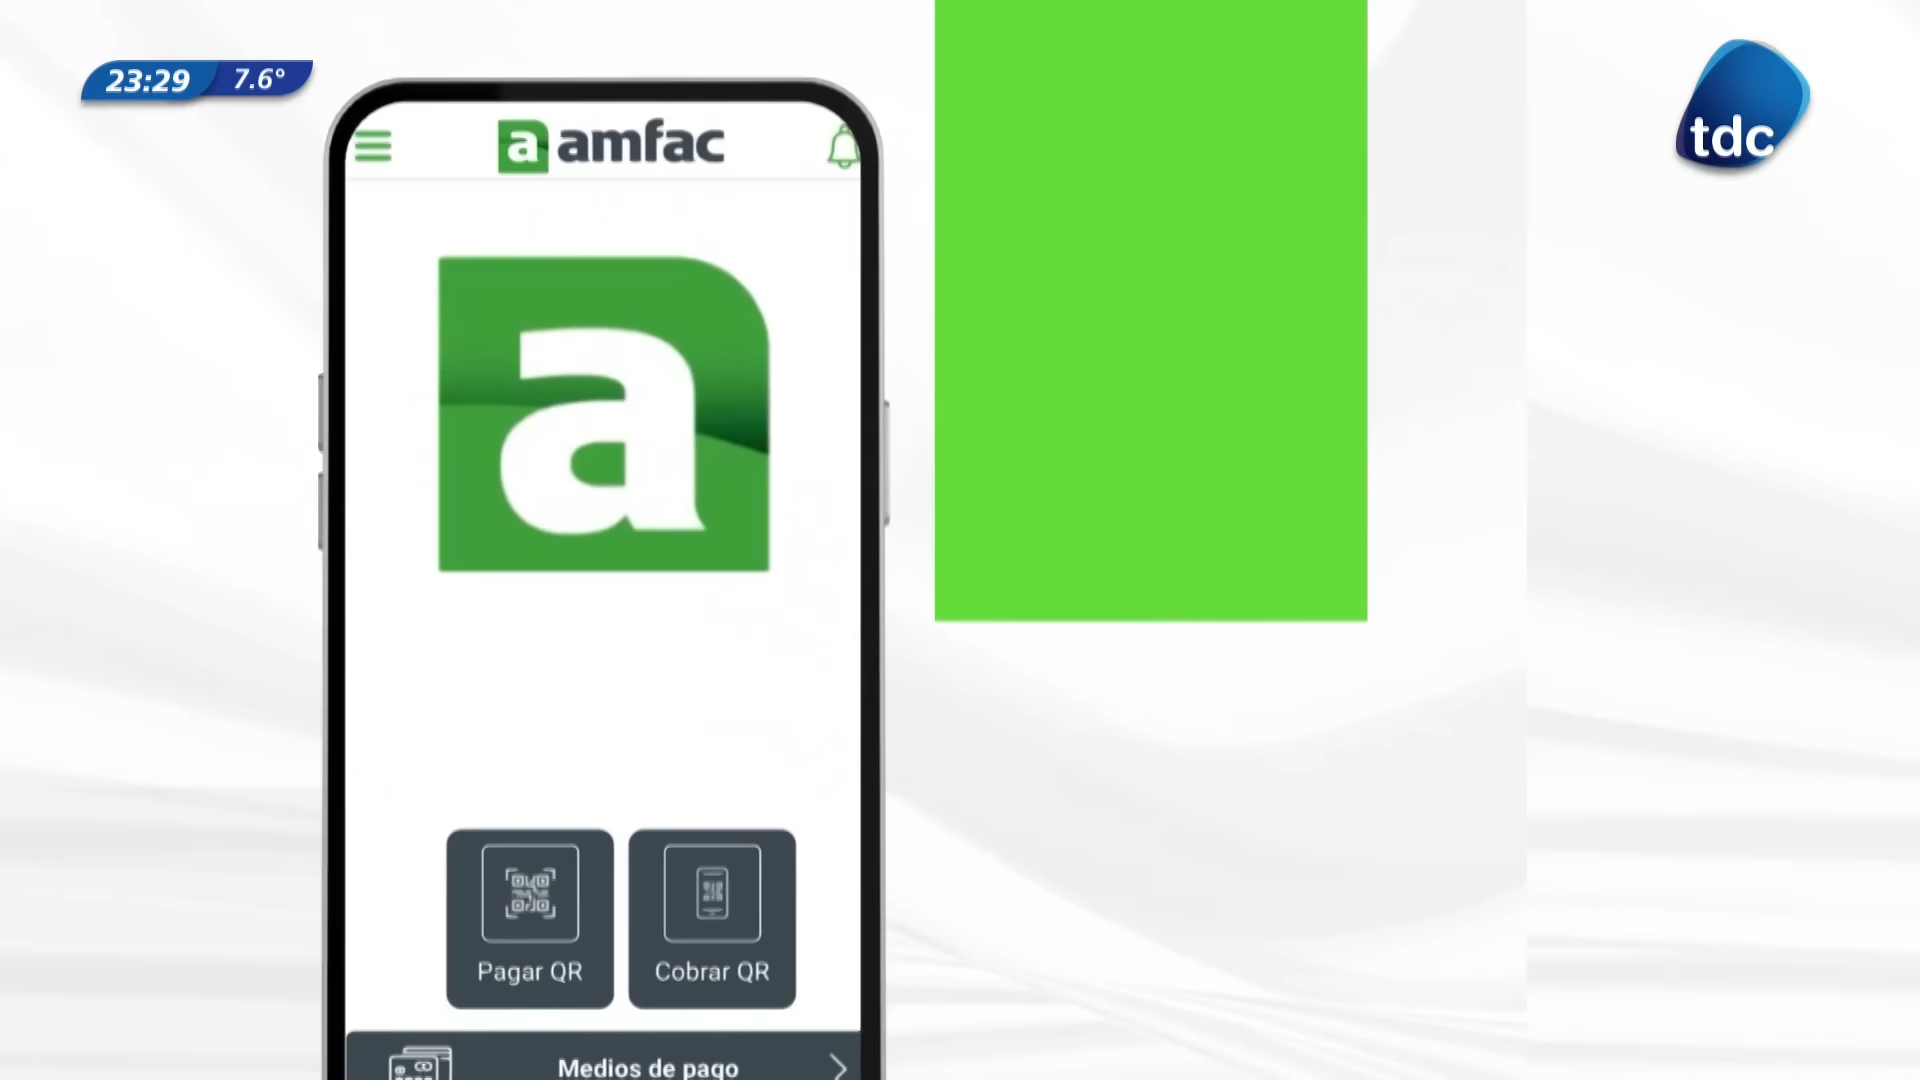 23:29 7.6°
tdc
a amfac
a
Pagar QR
Cobrar QR
Medios de pago